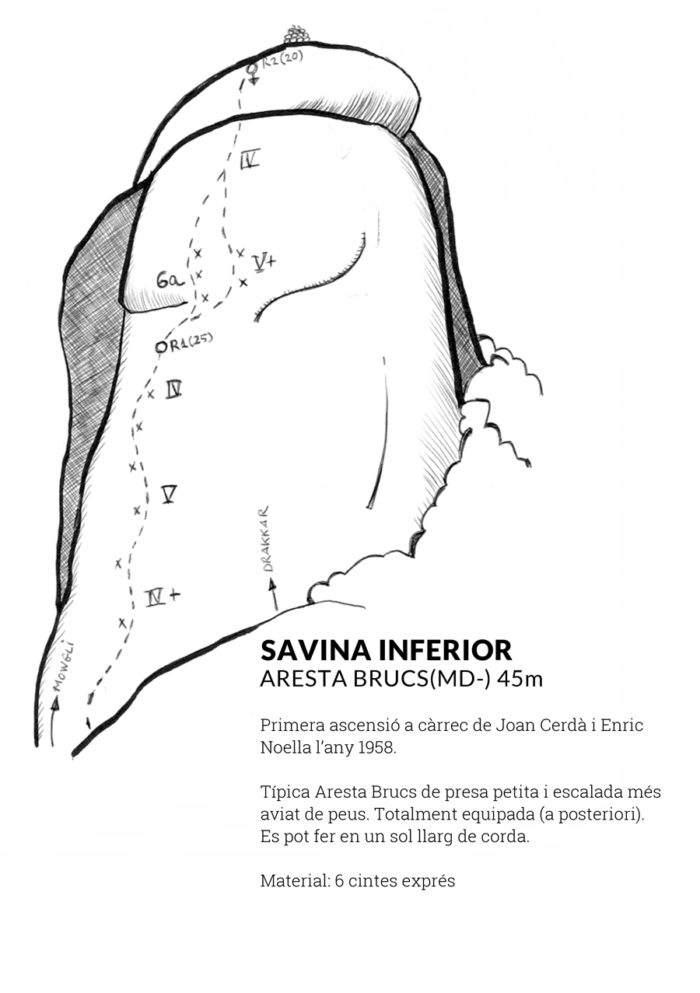 R2(20)
IV
6a
V+
R1(25)
IV
V
IV+
DRAKKAR
MOWGLI
SAVINA INFERIOR
ARESTA BRUCS(MD-) 45m
Primera ascensió a càrrec de Joan Cerdà i Enric
Noella l’any 1958.
Típica Aresta Brucs de presa petita i escalada més
aviat de peus. Totalment equipada (a posteriori).
Es pot fer en un sol llarg de corda.
Material: 6 cintes exprés